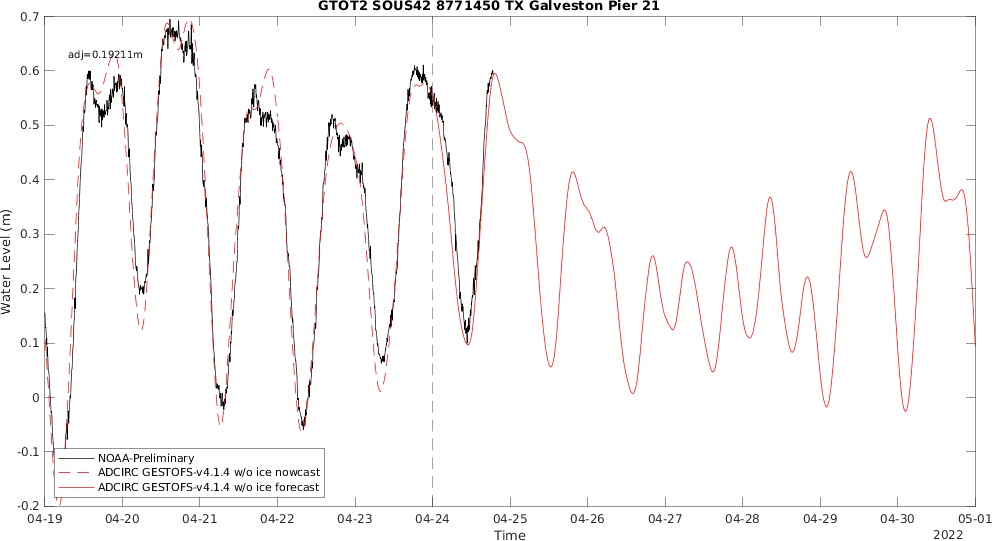 GTOT2 SOUS42 8771450 TX Galveston Pier 21
adj=0.19211m
Water Level (m)
0.7
0.6
0.5
0.4
0.3
0.2
0.1
0
-0.1
-0.2
NOAA-Preliminary
ADCIRC GESTOFS-v4.1.4 w/o ice nowcast
ADCIRC GESTOFS-v4.1.4 w/o ice forecast
04-19 04-20 04-21 04-22 04-23 04-24 04-25 04-26 04-27 04-28 04-29 04-30 05-01
Time
2022